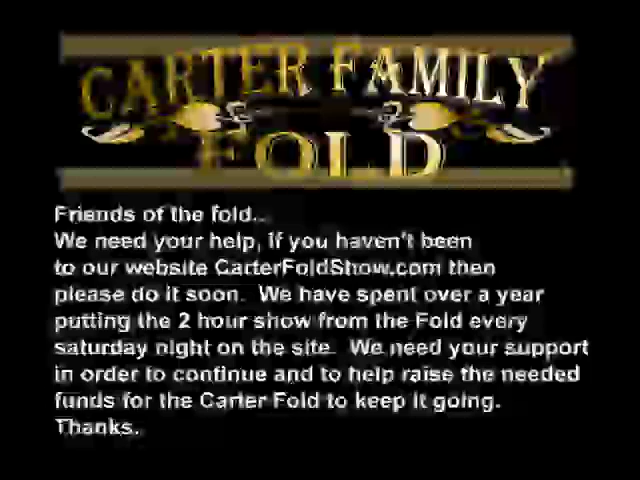 CARTER FAMILY
FOLD
Friends of the fold...
We need your help, if you haven't been
to our website CarterFoldShow.com then
please do it soon.  We have spent over a year
putting the 2 hour show from the Fold every
saturday night on the site.  We need your support
in order to continue and to help raise the needed
funds for the Carter Fold to keep it going.
Thanks.